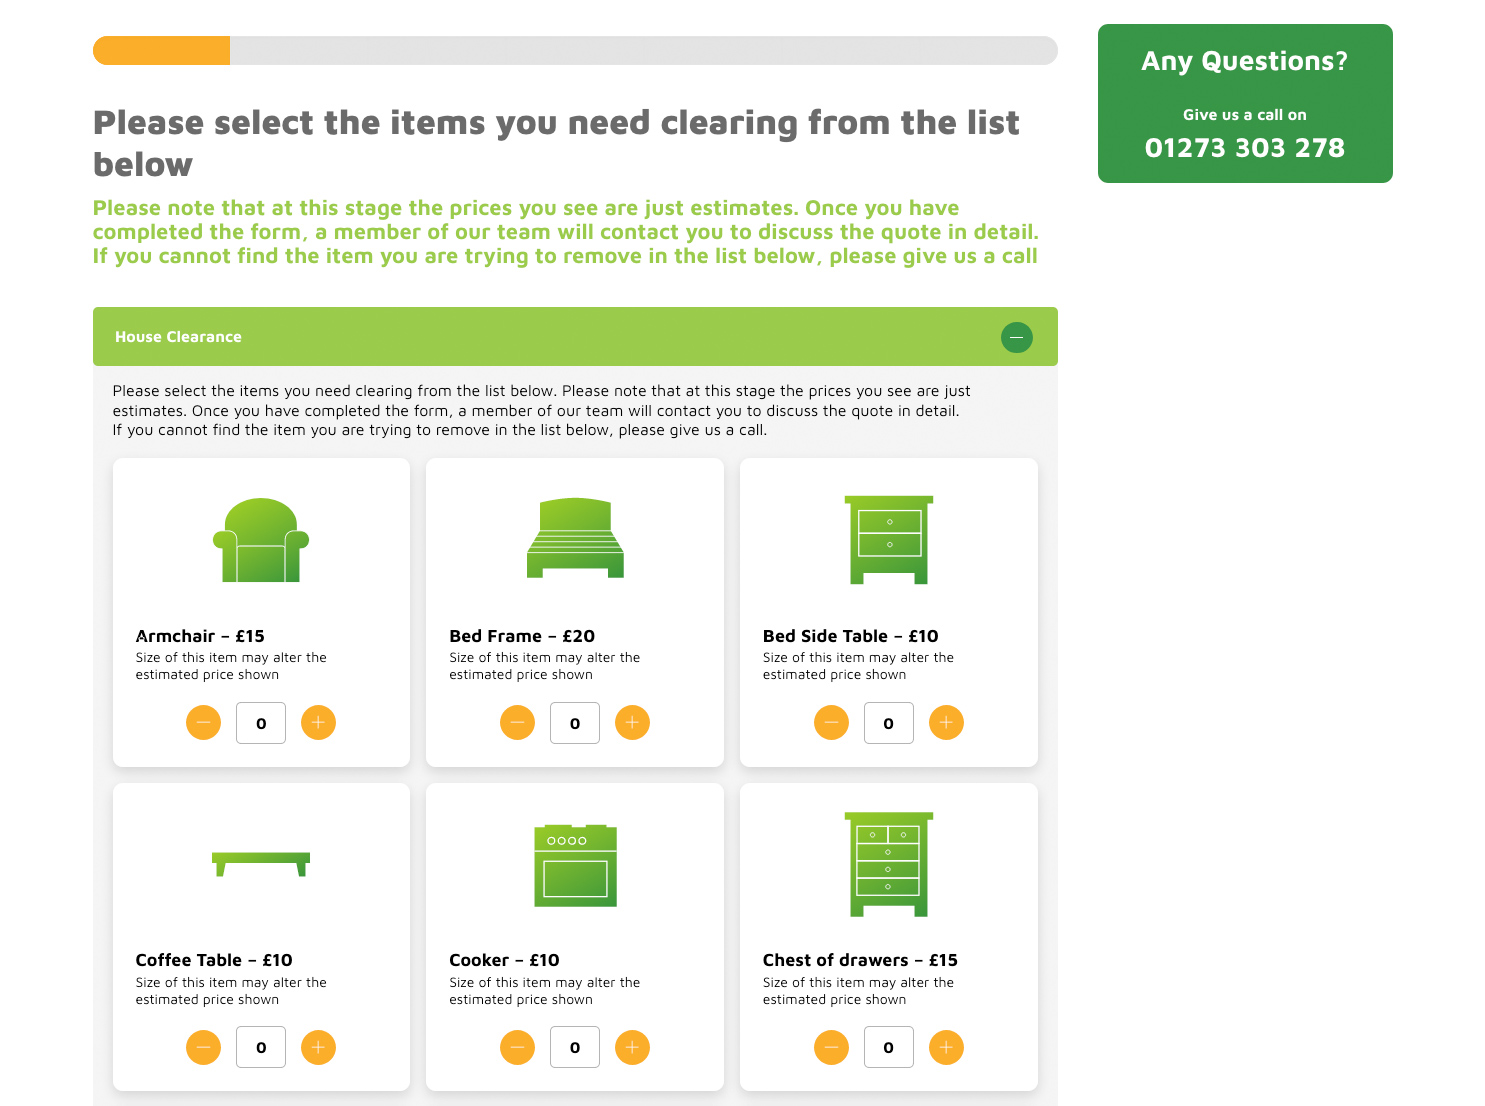 Please select the items you need clearing from the list
below
Please note that at this stage the prices you see are just estimates. Once you have
completed the form, a member of our team will contact you to discuss the quote in detail.
If you cannot find the item you are trying to remove in the list below, please give us a call
Any Questions?
Give us a call on
01273 303 278
House Clearance
Please select the items you need clearing from the list below. Please note that at this stage the prices you see are just
estimates. Once you have completed the form, a member of our team will contact you to discuss the quote in detail.
If you cannot find the item you are trying to remove in the list below, please give us a call.
Armchair – £15
Size of this item may alter the
estimated price shown
0
Bed Frame – £20
Size of this item may alter the
estimated price shown
0
Bed Side Table – £10
Size of this item may alter the
estimated price shown
0
Coffee Table – £10
Size of this item may alter the
estimated price shown
0
Cooker – £10
Size of this item may alter the
estimated price shown
0
Chest of drawers – £15
Size of this item may alter the
estimated price shown
0